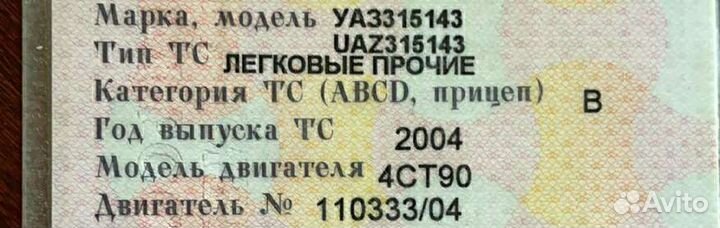 Марка, модель УАЗ315143
UAZ315143
Тип ТС ЛЕГКОВЫЕ ПРОЧИЕ
Категория ТС (ABCD, прицеп) B
Год выпуска ТС 2004
Модель двигателя 4CT90
Двигатель № 110333/04
Avito